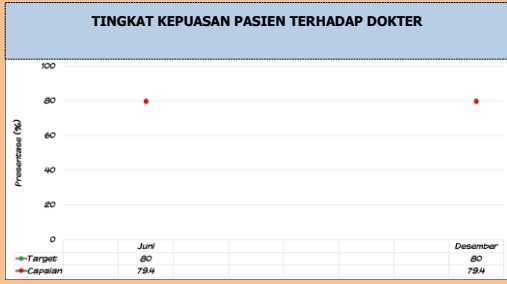 TINGKAT KEPUASAN PASIEN TERHADAP DOKTER
100
80
60
40
20
0
Presentase (%)
Juni Desember
Target 80 80
Capaian 79.4 79.4